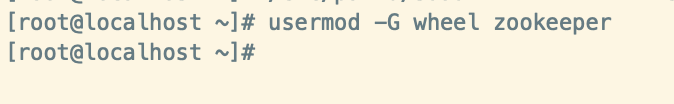 [root@localhost ~]# usermod -G wheel zookeeper
[root@localhost ~]#